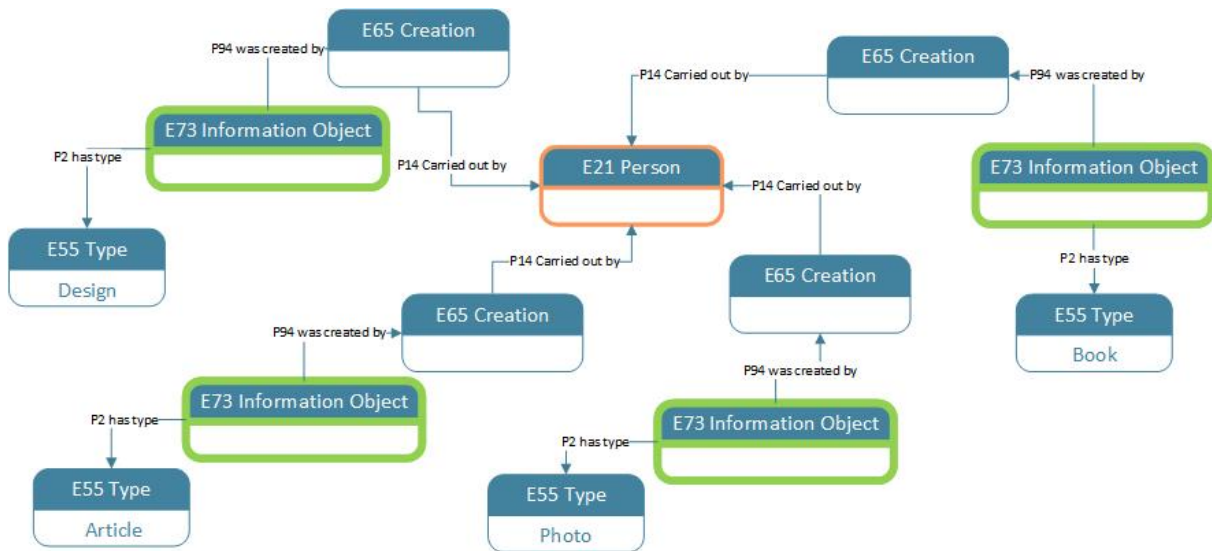 E65 Creation
P94 was created by
E65 Creation
P14 Carried out by
P94 was created by
E73 Information Object
P2 has type
P14 Carried out by
E21 Person
E73 Information Object
P14 Carried out by
E55 Type
Design
P14 Carried out by
P2 has type
E65 Creation
E65 Creation
E55 Type
Book
P94 was created by
P94 was created by
E73 Information Object
P2 has type
E73 Information Object
P2 has type
E55 Type
Article
E55 Type
Photo